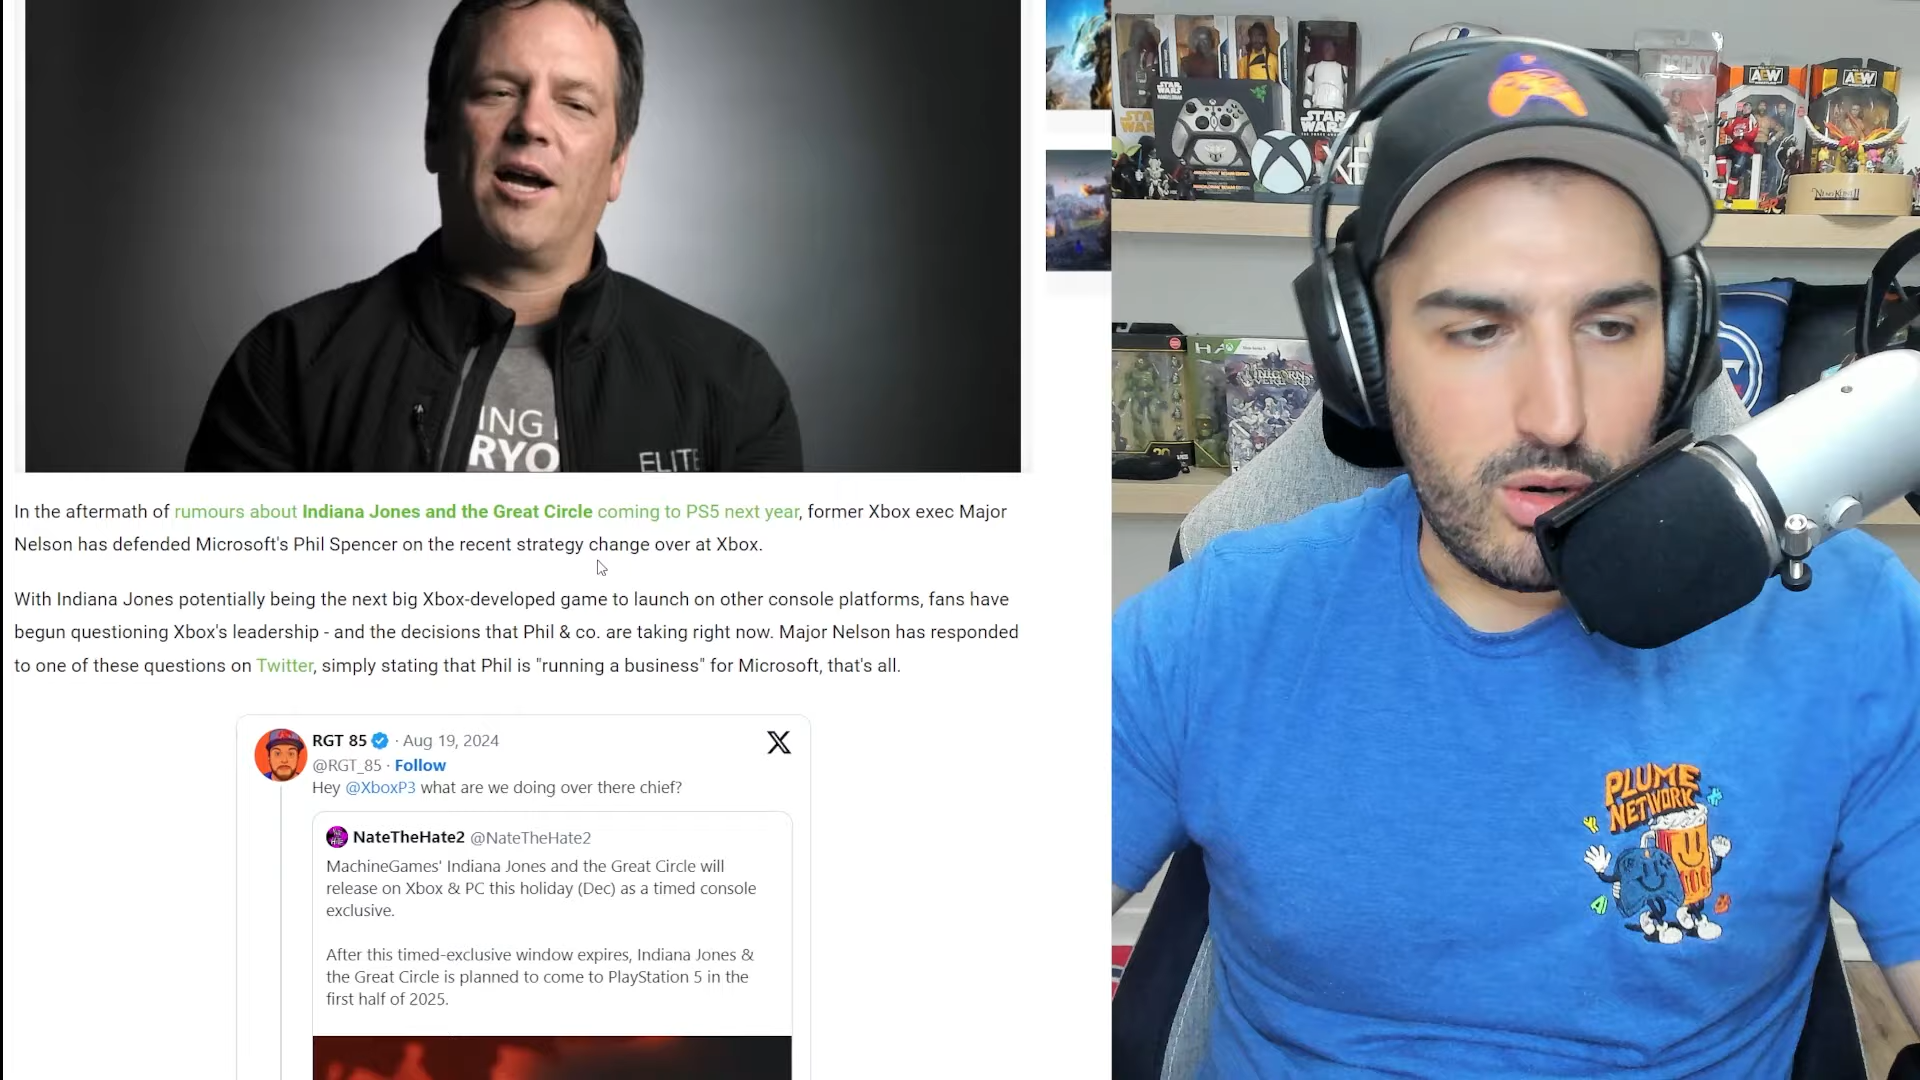 ING
RYO
ELITE
In the aftermath of rumours about Indiana Jones and the Great Circle coming to PS5 next year, former Xbox exec Major
Nelson has defended Microsoft's Phil Spencer on the recent strategy change over at Xbox.
With Indiana Jones potentially being the next big Xbox-developed game to launch on other console platforms, fans have
begun questioning Xbox's leadership - and the decisions that Phil & co. are taking right now. Major Nelson has responded
to one of these questions on Twitter, simply stating that Phil is "running a business" for Microsoft, that's all.
RGT 85 · Aug 19, 2024
@RGT_85 · Follow
Hey @XboxP3 what are we doing over there chief?
NateTheHate2 @NateTheHate2
MachineGames' Indiana Jones and the Great Circle will
release on Xbox & PC this holiday (Dec) as a timed console
exclusive.
After this timed-exclusive window expires, Indiana Jones &
the Great Circle is planned to come to PlayStation 5 in the
first half of 2025.
STAR
WARS
STAR
WARS
ROCKY
AEW
AEW
UNICORN
OVERLORD
20
PLUME
NETWORK